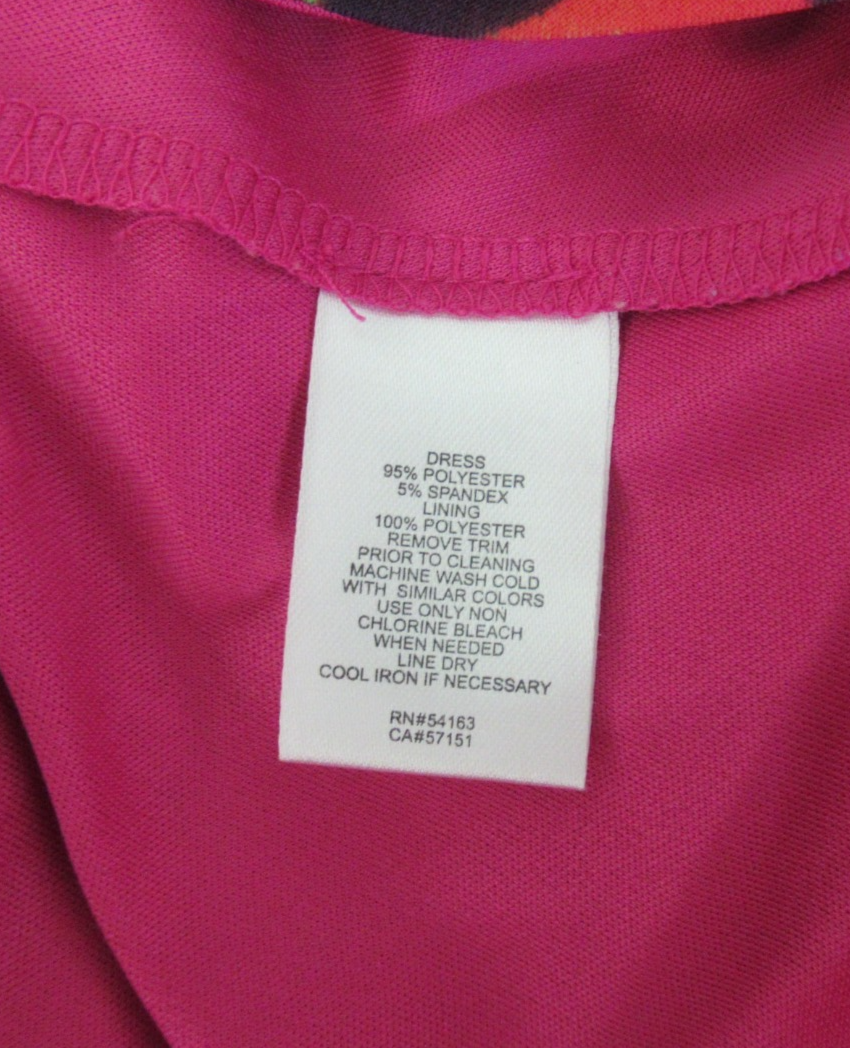 DRESS
95% POLYESTER
5% SPANDEX
LINING
100% POLYESTER
REMOVE TRIM
PRIOR TO CLEANING
MACHINE WASH COLD
WITH SIMILAR COLORS
USE ONLY NON
CHLORINE BLEACH
WHEN NEEDED
LINE DRY
COOL IRON IF NECESSARY
RN#54163
CA#57151